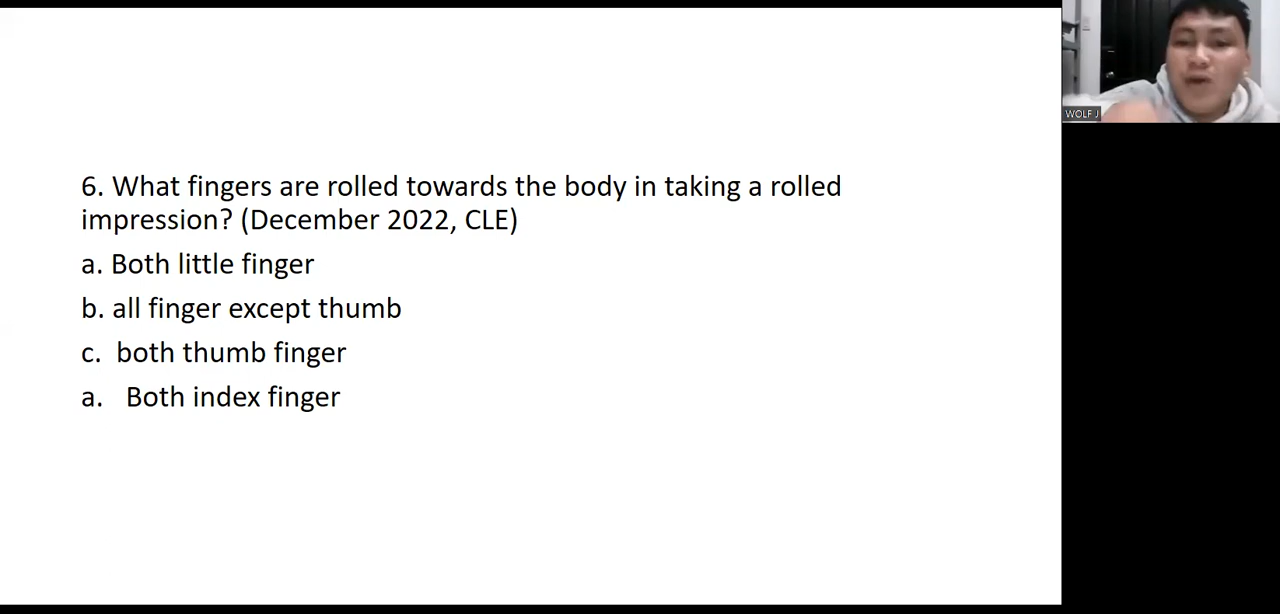 6. What fingers are rolled towards the body in taking a rolled
impression? (December 2022, CLE)
a. Both little finger
b. all finger except thumb
c. both thumb finger
a. Both index finger
WOLF J